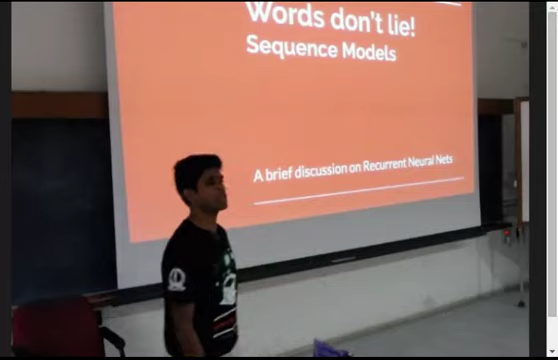 Words don't lie!
Sequence Models
A brief discussion on Recurrent Neural Nets